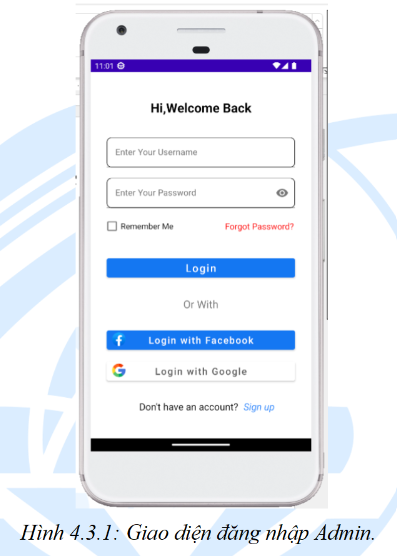 11:01
Hi,Welcome Back
Enter Your Username
Enter Your Password
Remember Me
Forgot Password?
Login
Or With
Login with Facebook
Login with Google
Don't have an account? Sign up
Hình 4.3.1: Giao diện đăng nhập Admin.